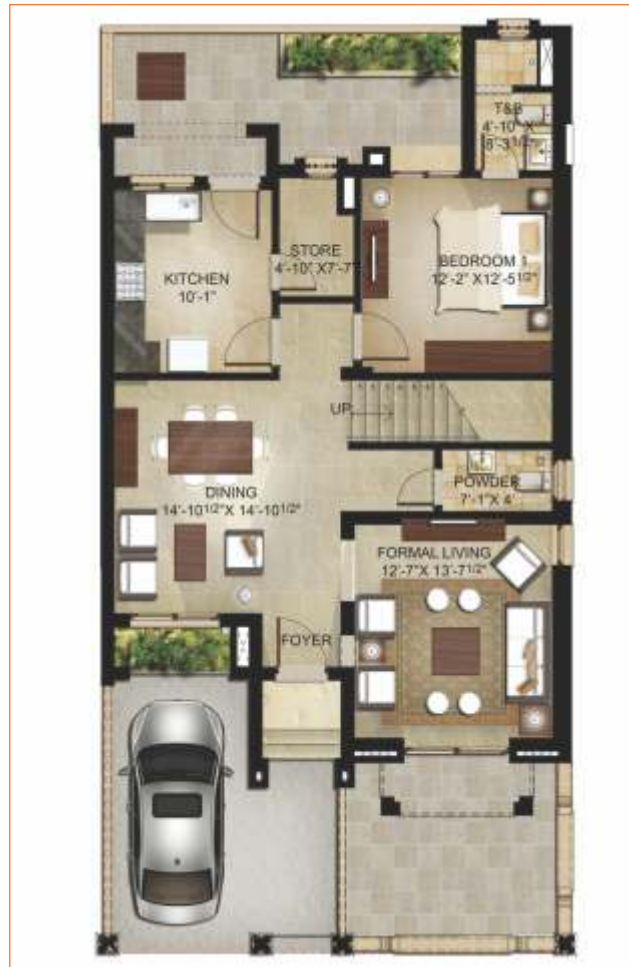 T&B
4'-10" X
8'-3 1/2"
STORE
4'-10" X7'-7"
BEDROOM 1
12'-2" X12'-5 1/2"
KITCHEN
10'-1"
UP
DINING
14'-10 1/2"X 14'-10 1/2"
POWDER
7'-1"X 4'
FORMAL LIVING
12'-7"X 13'-7 1/2"
FOYER